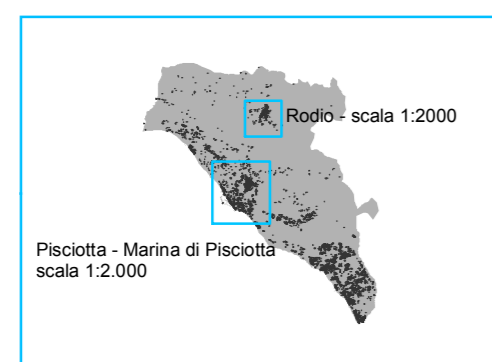 Rodio - scala 1:2000
Pisciotta - Marina di Pisciotta
scala 1:2.000